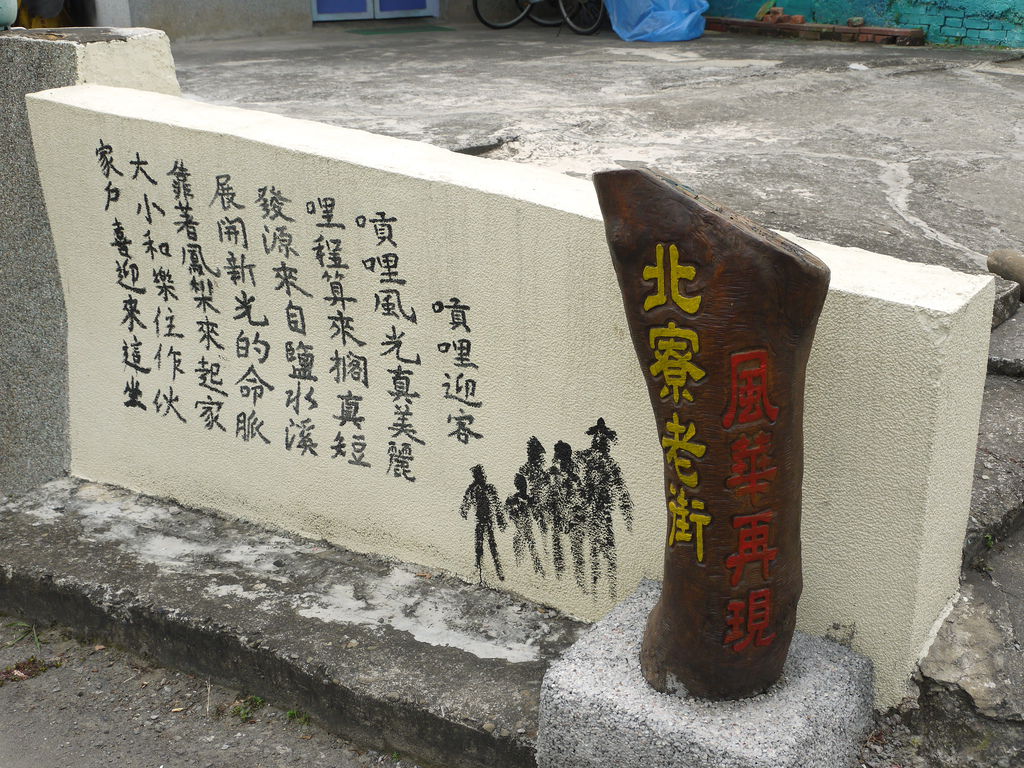 噴哩迎客
噴哩風光真美麗
哩程算來擱真短
發源來自鹽水溪
展開新光的命脈
靠著鳳梨來起家
大小和樂住作伙
家戶喜迎來這坐
北寮老街
風華再現